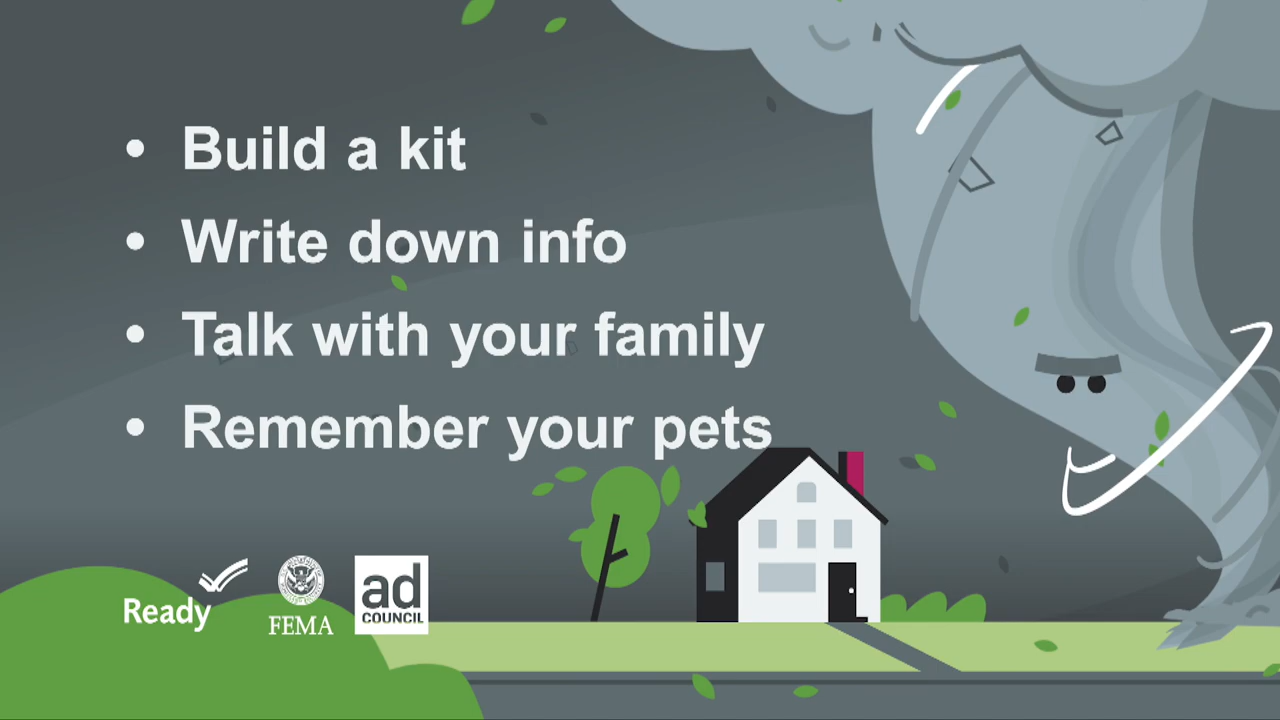 • Build a kit
• Write down info
• Talk with your family
• Remember your pets
Ready
FEMA
ad
COUNCIL